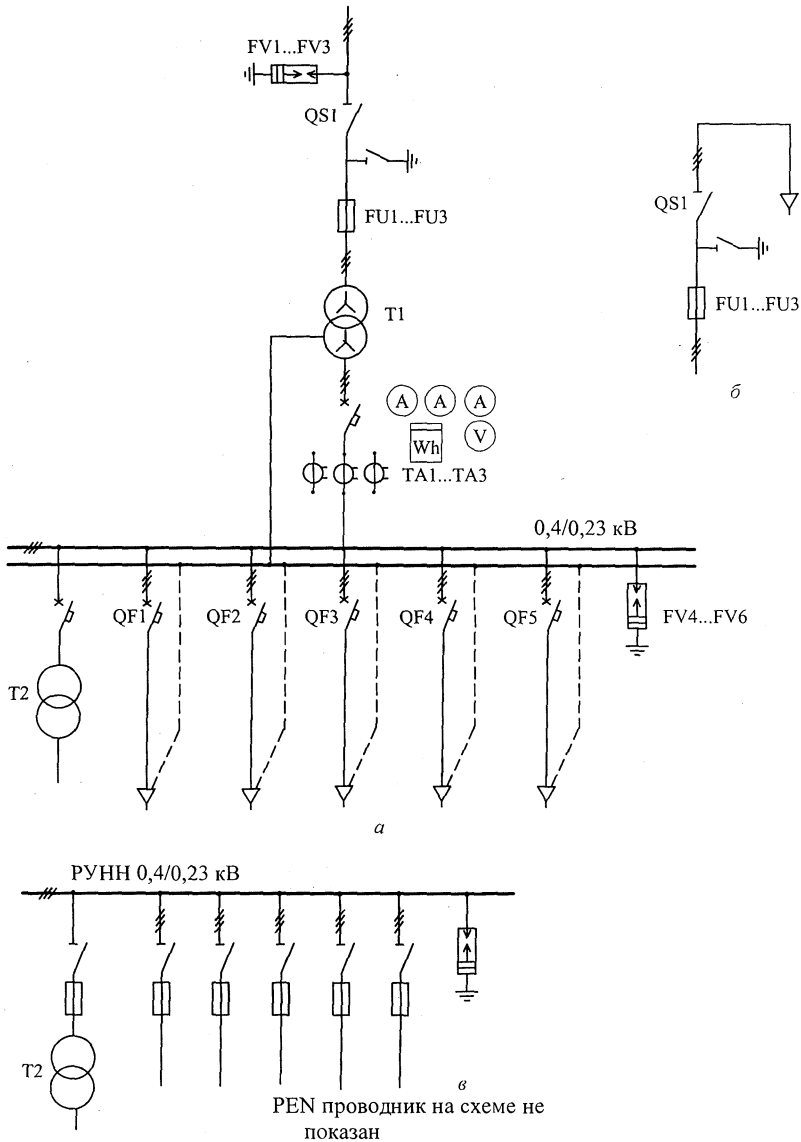 FV1...FV3
QS1
FU1...FU3
T1
A A A
V
Wh
TA1...TA3
QS1
FU1...FU3
б
0,4/0,23 кВ
QF1 QF2 QF3 QF4 QF5 FV4...FV6
T2
а
РУНН 0,4/0,23 кВ
T2
в
PEN проводник на схеме не
показан